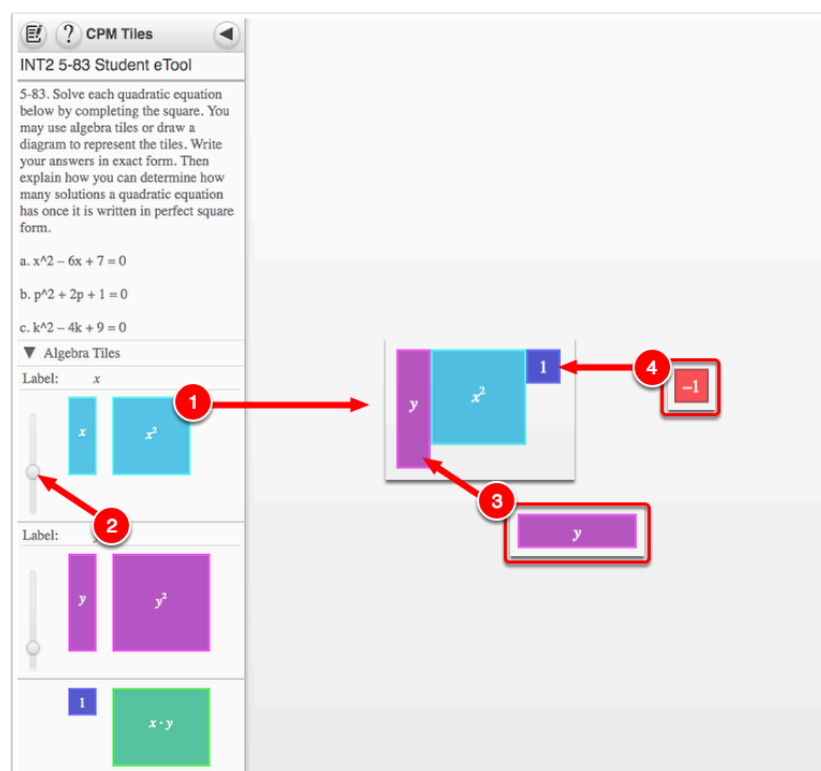 ? CPM Tiles
INT2 5-83 Student eTool
5-83. Solve each quadratic equation
below by completing the square. You
may use algebra tiles or draw a
diagram to represent the tiles. Write
your answers in exact form. Then
explain how you can determine how
many solutions a quadratic equation
has once it is written in perfect square
form.
a. x^2 – 6x + 7 = 0
b. p^2 + 2p + 1 = 0
c. k^2 – 4k + 9 = 0
▼ Algebra Tiles
Label: x
x x²
1
2
Label:
y y²
1 x · y
y x² 1
4
–1
3
y